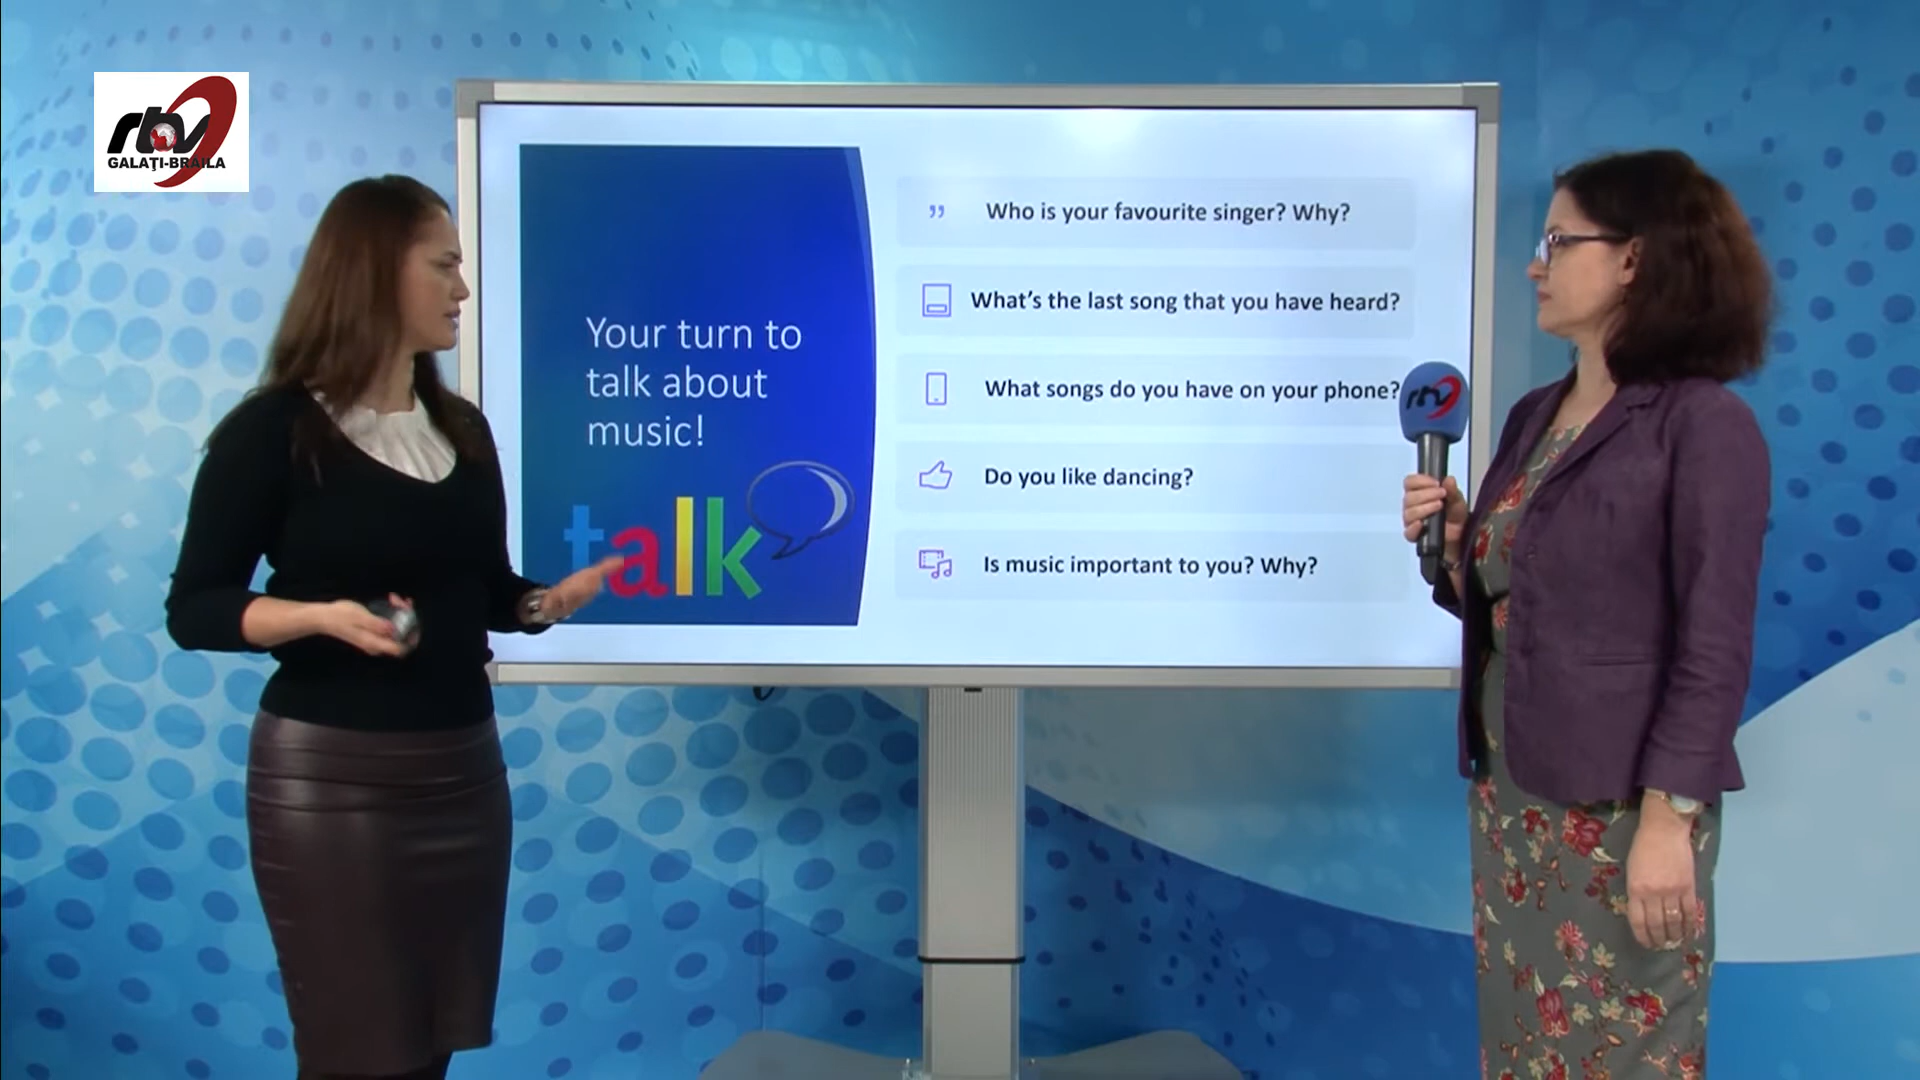 rtv
GALAŢI-BRĂILA
Your turn to
talk about
music!
talk
Who is your favourite singer? Why?
What's the last song that you have heard?
What songs do you have on your phone?
Do you like dancing?
Is music important to you? Why?
rtv